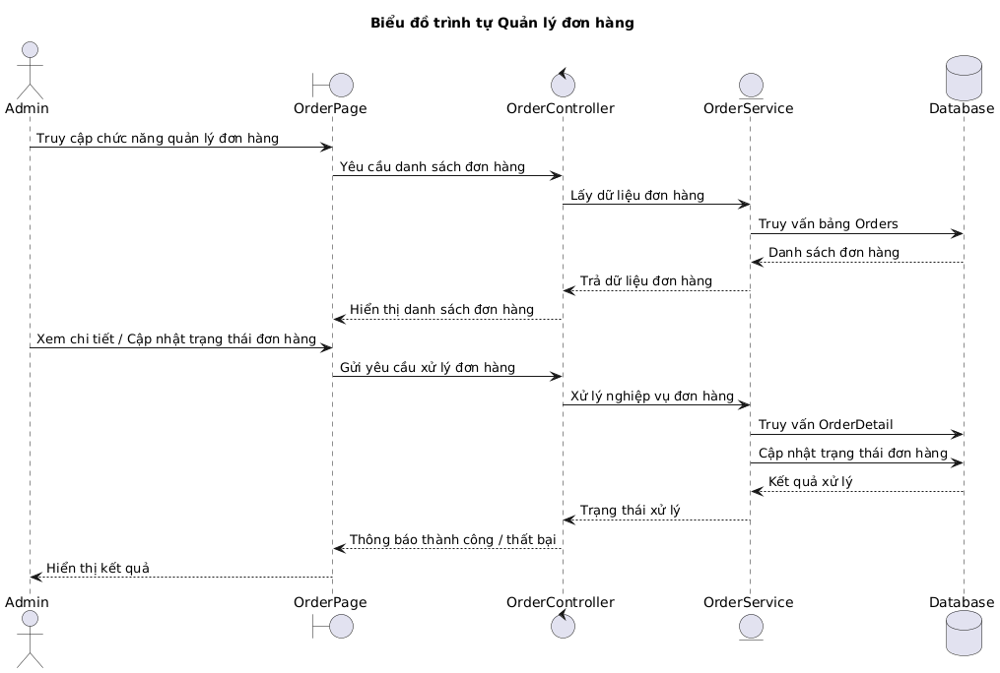 Biểu đồ trình tự Quản lý đơn hàng
Admin OrderPage OrderController OrderService Database
Truy cập chức năng quản lý đơn hàng
Yêu cầu danh sách đơn hàng
Lấy dữ liệu đơn hàng
Truy vấn bảng Orders
Danh sách đơn hàng
Trả dữ liệu đơn hàng
Hiển thị danh sách đơn hàng
Xem chi tiết / Cập nhật trạng thái đơn hàng
Gửi yêu cầu xử lý đơn hàng
Xử lý nghiệp vụ đơn hàng
Truy vấn OrderDetail
Cập nhật trạng thái đơn hàng
Kết quả xử lý
Trạng thái xử lý
Thông báo thành công / thất bại
Hiển thị kết quả
Admin OrderPage OrderController OrderService Database